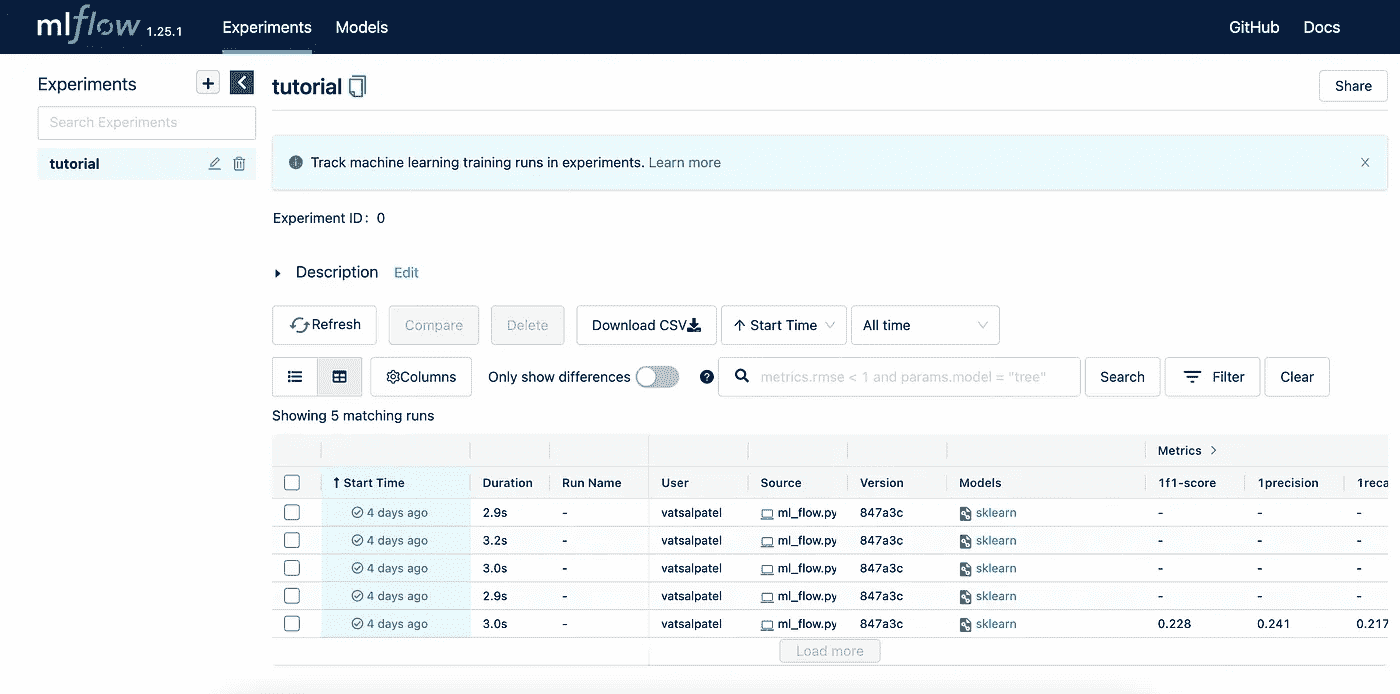 mlflow 1.25.1 Experiments Models GitHub Docs
Experiments
Search Experiments
tutorial
tutorial Share
Track machine learning training runs in experiments. Learn more
Experiment ID: 0
Description Edit
Refresh Compare Delete Download CSV Start Time All time
Columns Only show differences metrics.rmse < 1 and params.model = "tree" Search Filter Clear
Showing 5 matching runs
Metrics >
↑ Start Time Duration Run Name User Source Version Models 1f1-score 1precision 1reca
4 days ago 2.9s - vatsalpatel ml_flow.py 847a3c sklearn - - -
4 days ago 3.2s - vatsalpatel ml_flow.py 847a3c sklearn - - -
4 days ago 3.0s - vatsalpatel ml_flow.py 847a3c sklearn - - -
4 days ago 2.9s - vatsalpatel ml_flow.py 847a3c sklearn - - -
4 days ago 3.0s - vatsalpatel ml_flow.py 847a3c sklearn 0.228 0.241 0.217
Load more